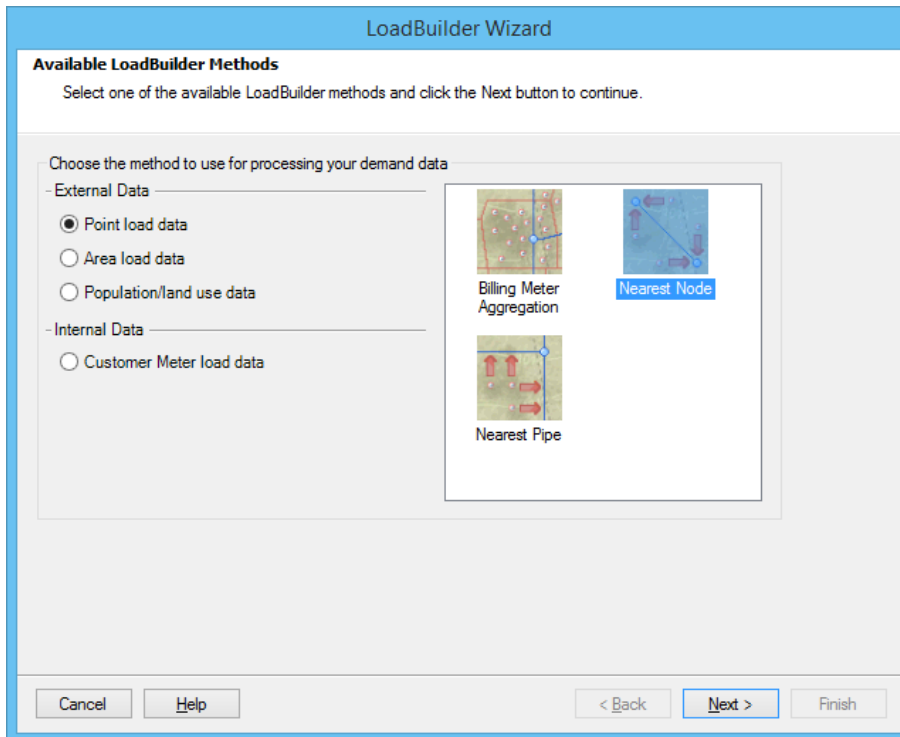 LoadBuilder Wizard
Available LoadBuilder Methods
Select one of the available LoadBuilder methods and click the Next button to continue.
Choose the method to use for processing your demand data
External Data
Point load data
Area load data
Population/land use data
Internal Data
Customer Meter load data
Billing Meter
Aggregation
Nearest Node
Nearest Pipe
Cancel
Help
< Back
Next >
Finish